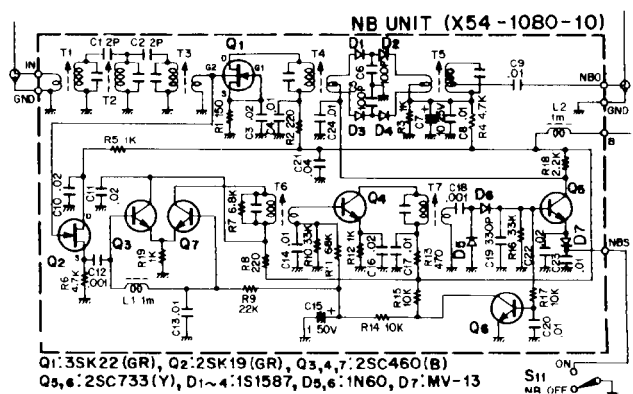 NB UNIT (X54-1080-10)
C1 2P C2 2P
T1 T2 T3 Q1 T4 D1 D2 T5 C9 .01
IN GND
G2 G1 D S
C6 100P
D3 D4
NBO GND B
L2 1m
R1 150
C3 .02
C4 .01
R2 220
C24 .01
R3 1K
C7
C8 .01
R4 4.7K
R5 1K
C21 .04
R18 2.2K
C10 .02
C11 .02
Q2 Q3 Q7
R7 6.8K
T6 Q4 T7 C18 .001 D6 Q5
R6 4.7K
C12 .001
R19 1K
L1 1m
R8 220
C14 .01
R10 33K
R11 68K
R12 1K
C16 .02
C17 .01
R13 470
D5
C19 330P
R16 33K
C22 .02
D7
C23 .01
NBS
C13 .01
R9 22K
C15 1 50V
R15 10K
R14 10K
Q6
R17 10K
C20 .01
Q1:3SK22(GR), Q2:2SK19(GR), Q3,4,7:2SC460(B)
Q5,6:2SC733(Y), D1~4:1S1587, D5,6:1N60, D7:MV-13
S11 ON
NB OFF